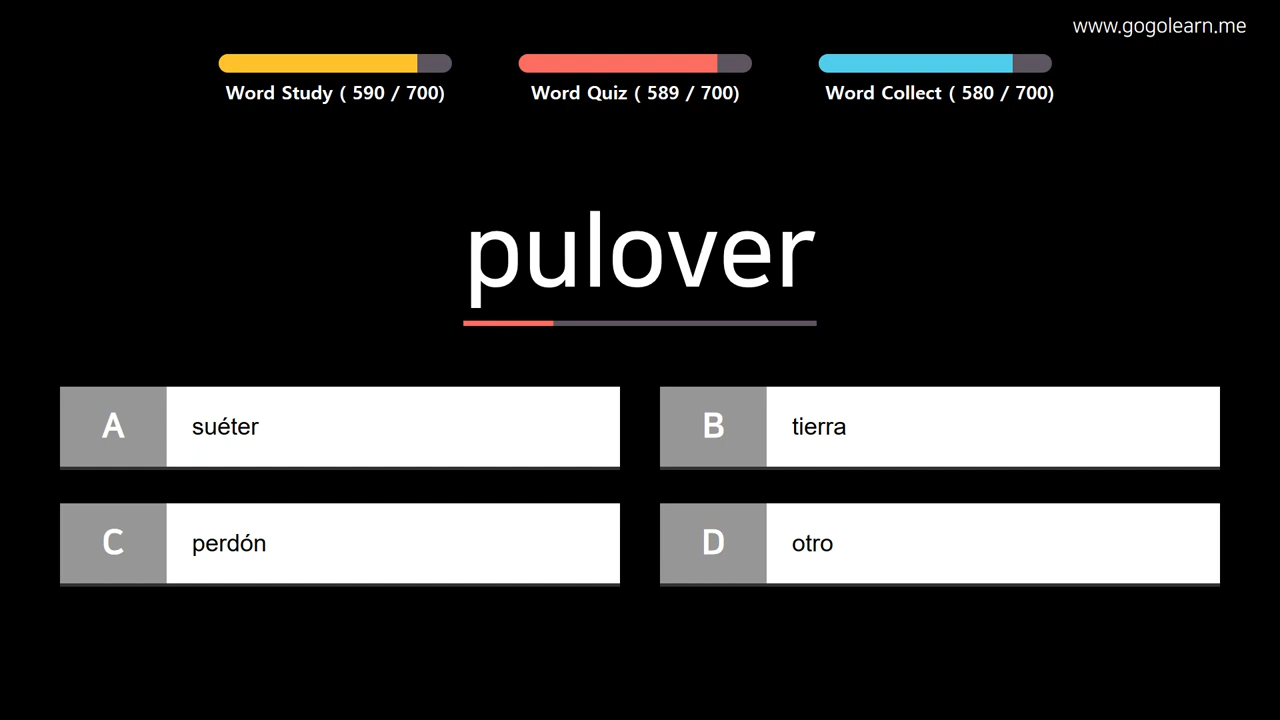 www.gogolearn.me
Word Study ( 590 / 700)
Word Quiz ( 589 / 700)
Word Collect ( 580 / 700)
pulover
A suéter
B tierra
C perdón
D otro